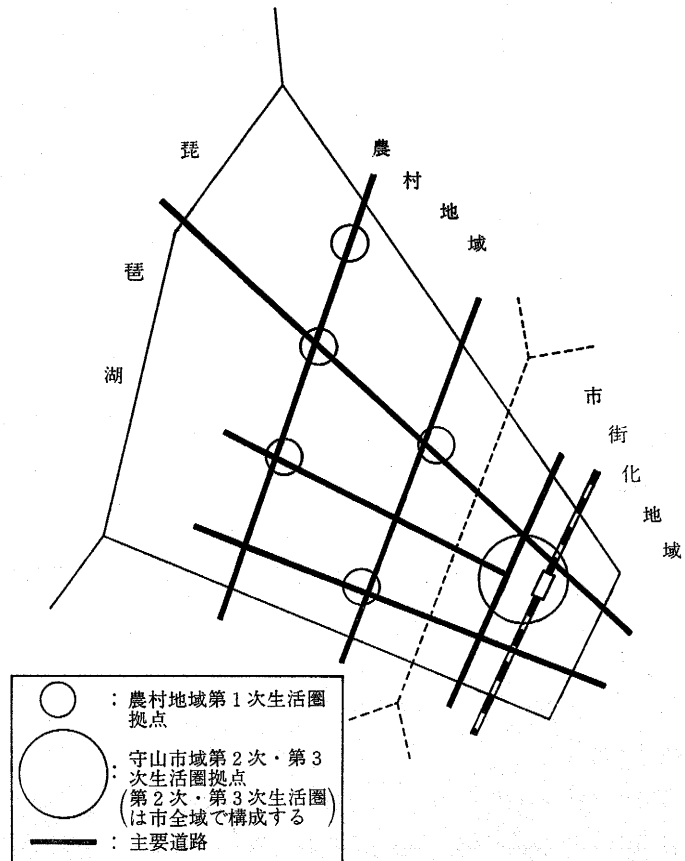 琵琶湖
農村地域
市街化地域
：農村地域第1次生活圏
拠点
守山市域第2次・第3
：次生活圏拠点
（第2次・第3次生活圏）
は市全域で構成する
：主要道路